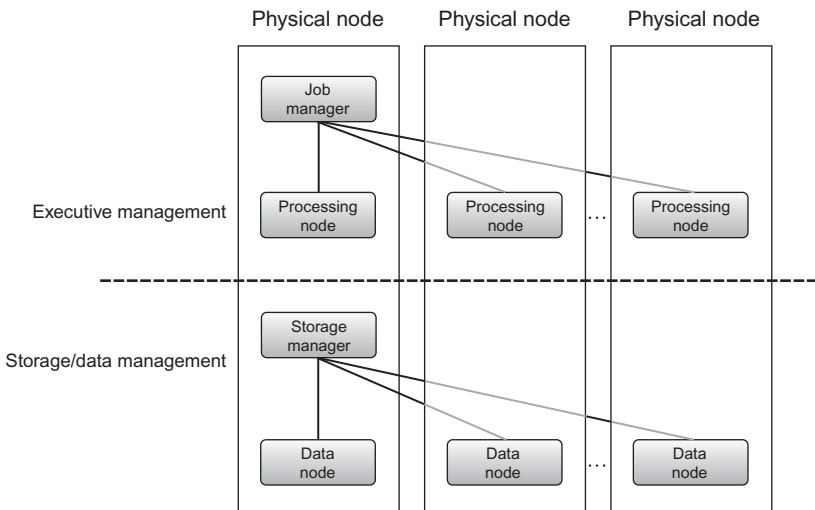 Physical node
Physical node
Physical node
Job
manager
Executive management
Processing
node
Processing
node
...
Processing
node
Storage
manager
Storage/data management
Data
node
Data
node
...
Data
node